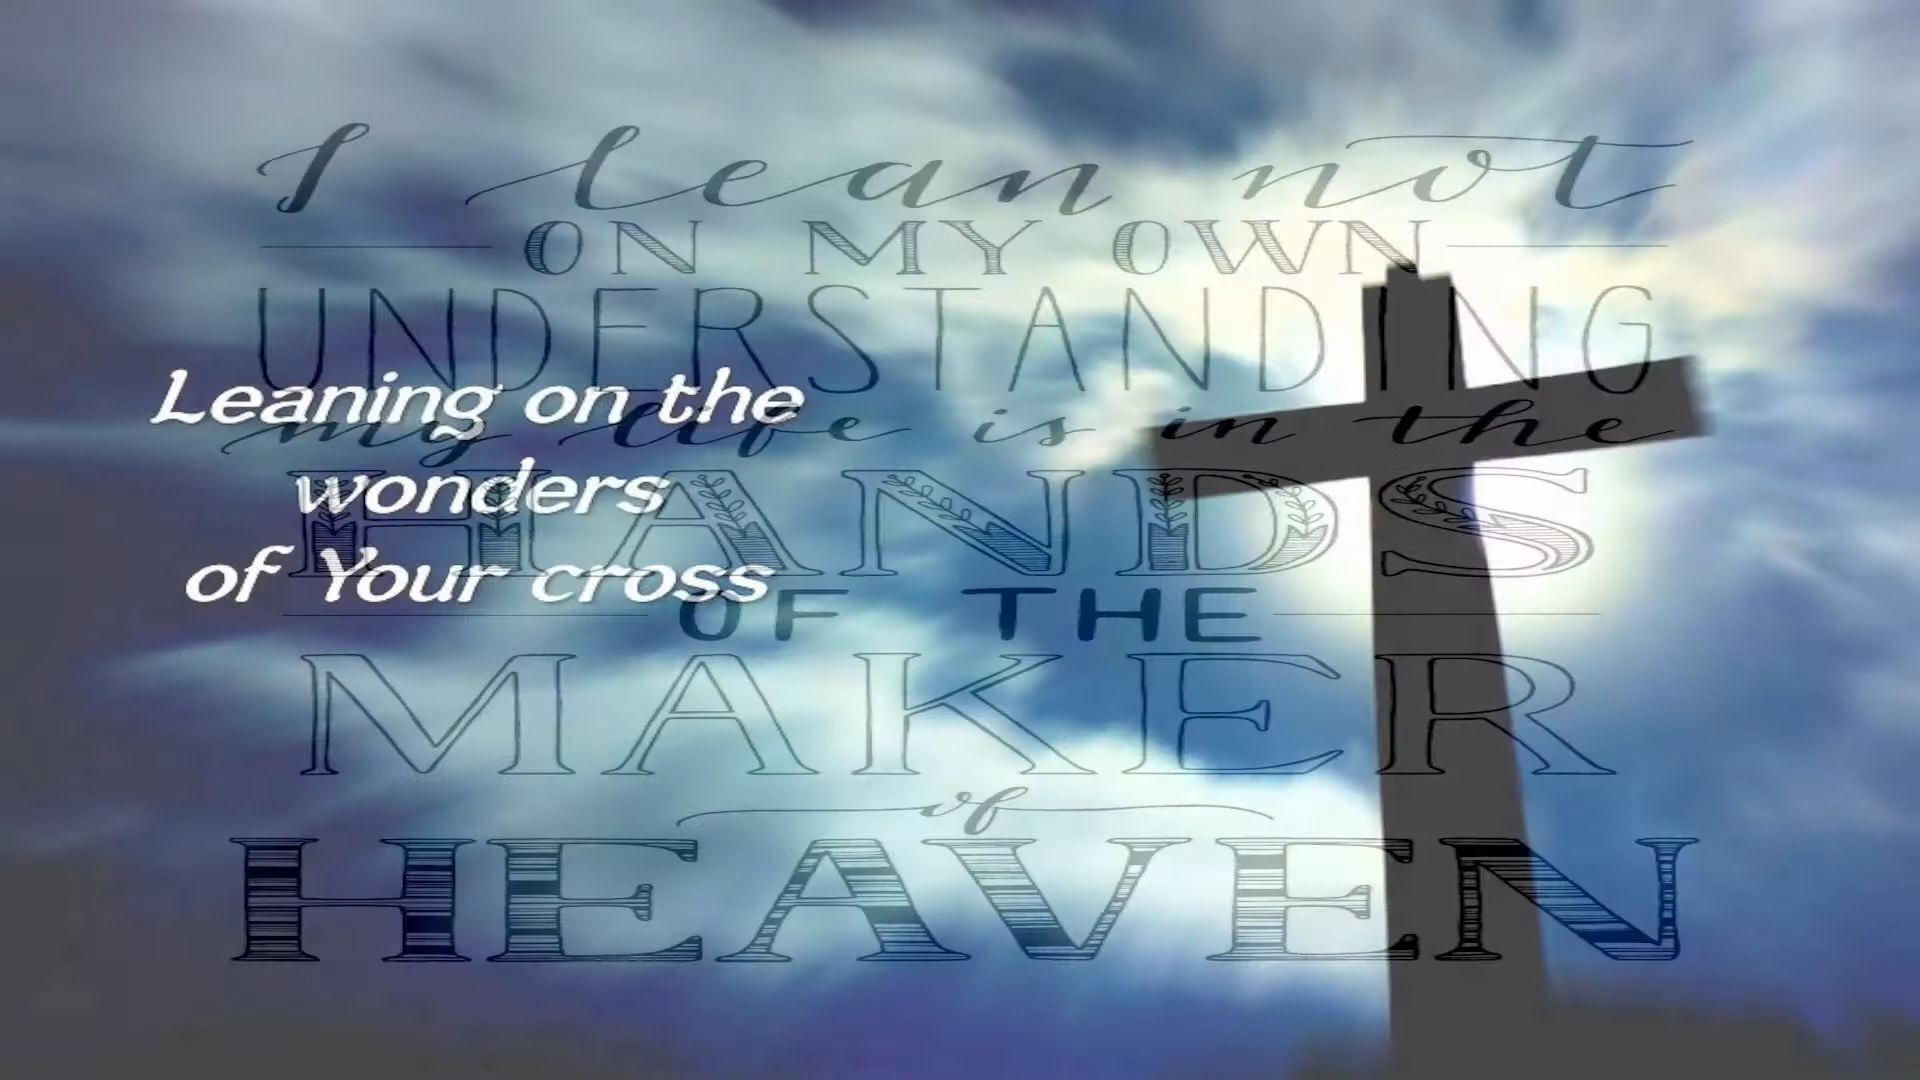 I lean not
ON MY OWN
UNDERSTANDING
my life is in the
HANDS
OF THE
MAKER
of
HEAVEN
Leaning on the
wonders
of Your cross